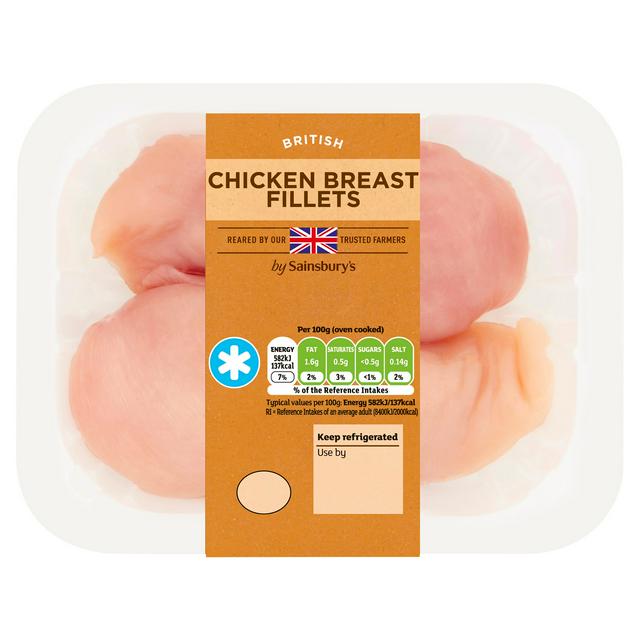 BRITISH
CHICKEN BREAST
FILLETS
REARED BY OUR TRUSTED FARMERS
by Sainsbury's
Per 100g (oven cooked)
ENERGY FAT SATURATES SUGARS SALT
582kJ
137kcal 1.6g 0.5g <0.5g 0.14g
7% 2% 3% <1% 2%
% of the Reference Intakes
Typical values per 100g: Energy 582kJ/137kcal
RI = Reference Intakes of an average adult (8400kJ/2000kcal)
Keep refrigerated
Use by